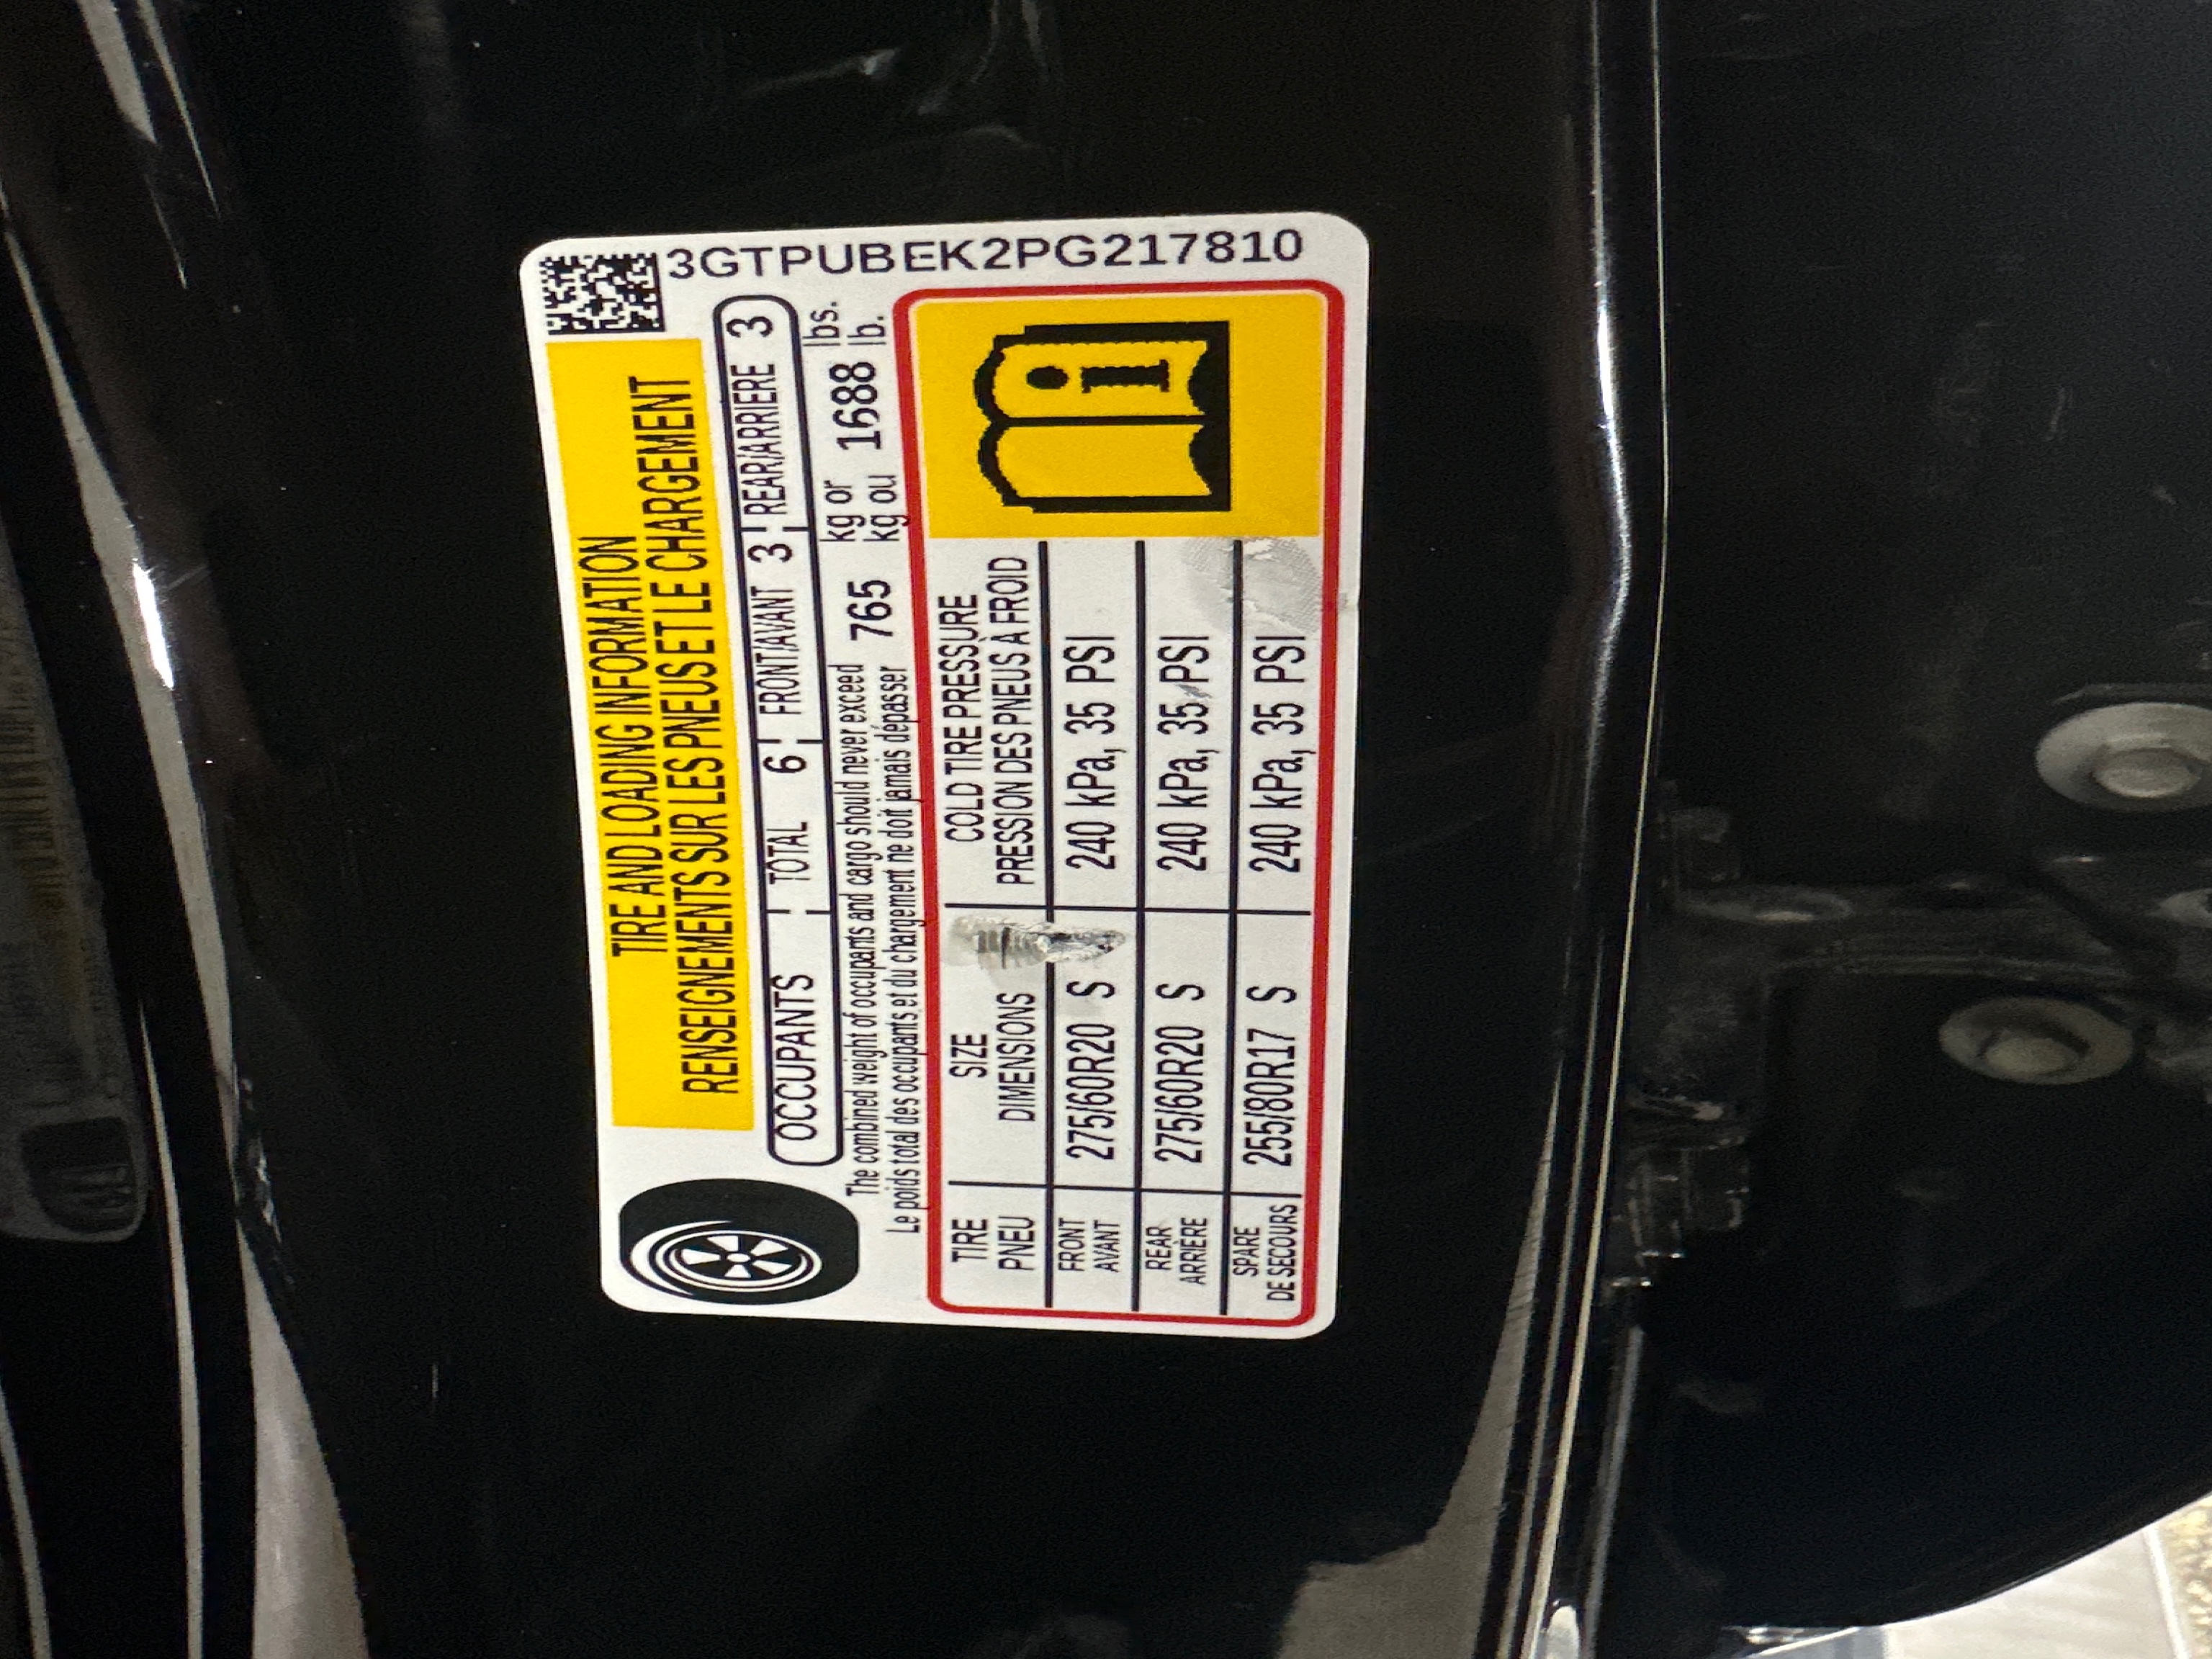 TIRE AND LOADING INFORMATION
RENSEIGNEMENTS SUR LES PNEUS ET LE CHARGEMENT
OCCUPANTS TOTAL 6 FRONT/AVANT 3 REAR/ARRIERE 3
The combined weight of occupants and cargo should never exceed 765 kg or 1688 lbs.
Le poids total des occupants et du chargement ne doit jamais dépasser kg ou lb.
TIRE SIZE COLD TIRE PRESSURE
PNEU DIMENSIONS PRESSION DES PNEUS À FROID
FRONT
AVANT 275/60R20 S 240 kPa, 35 PSI
REAR
ARRIERE 275/60R20 S 240 kPa, 35 PSI
SPARE
DE SECOURS 255/80R17 S 240 kPa, 35 PSI
i
3GTPUBEK2PG217810